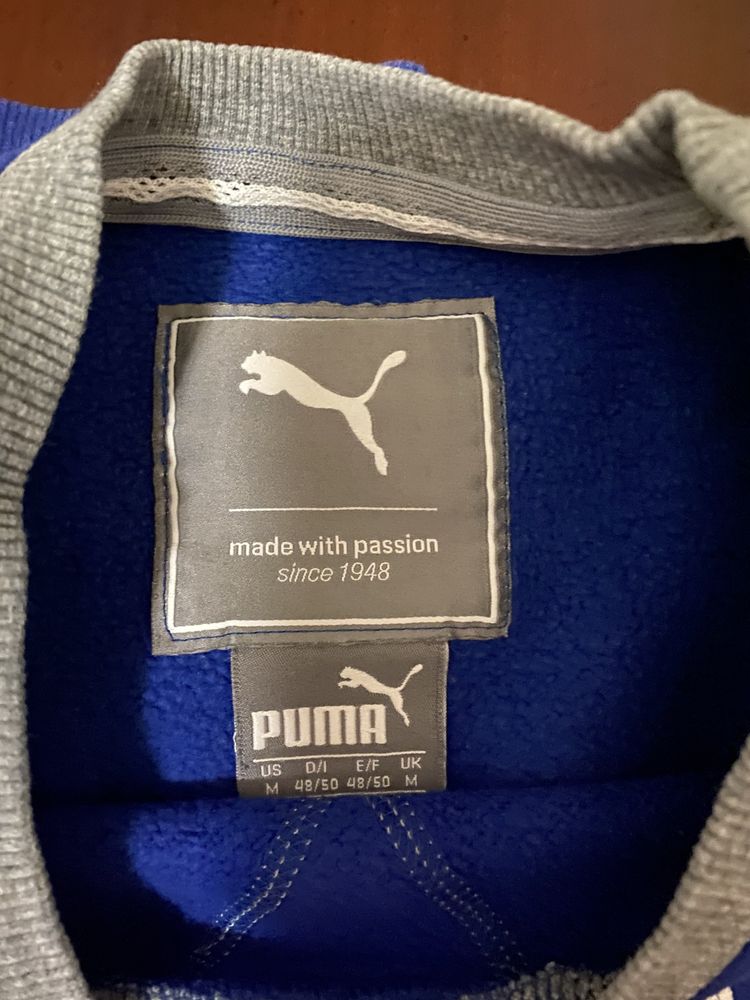 made with passion
since 1948
PUMA
US D/I E/F UK
M 48/50 48/50 M